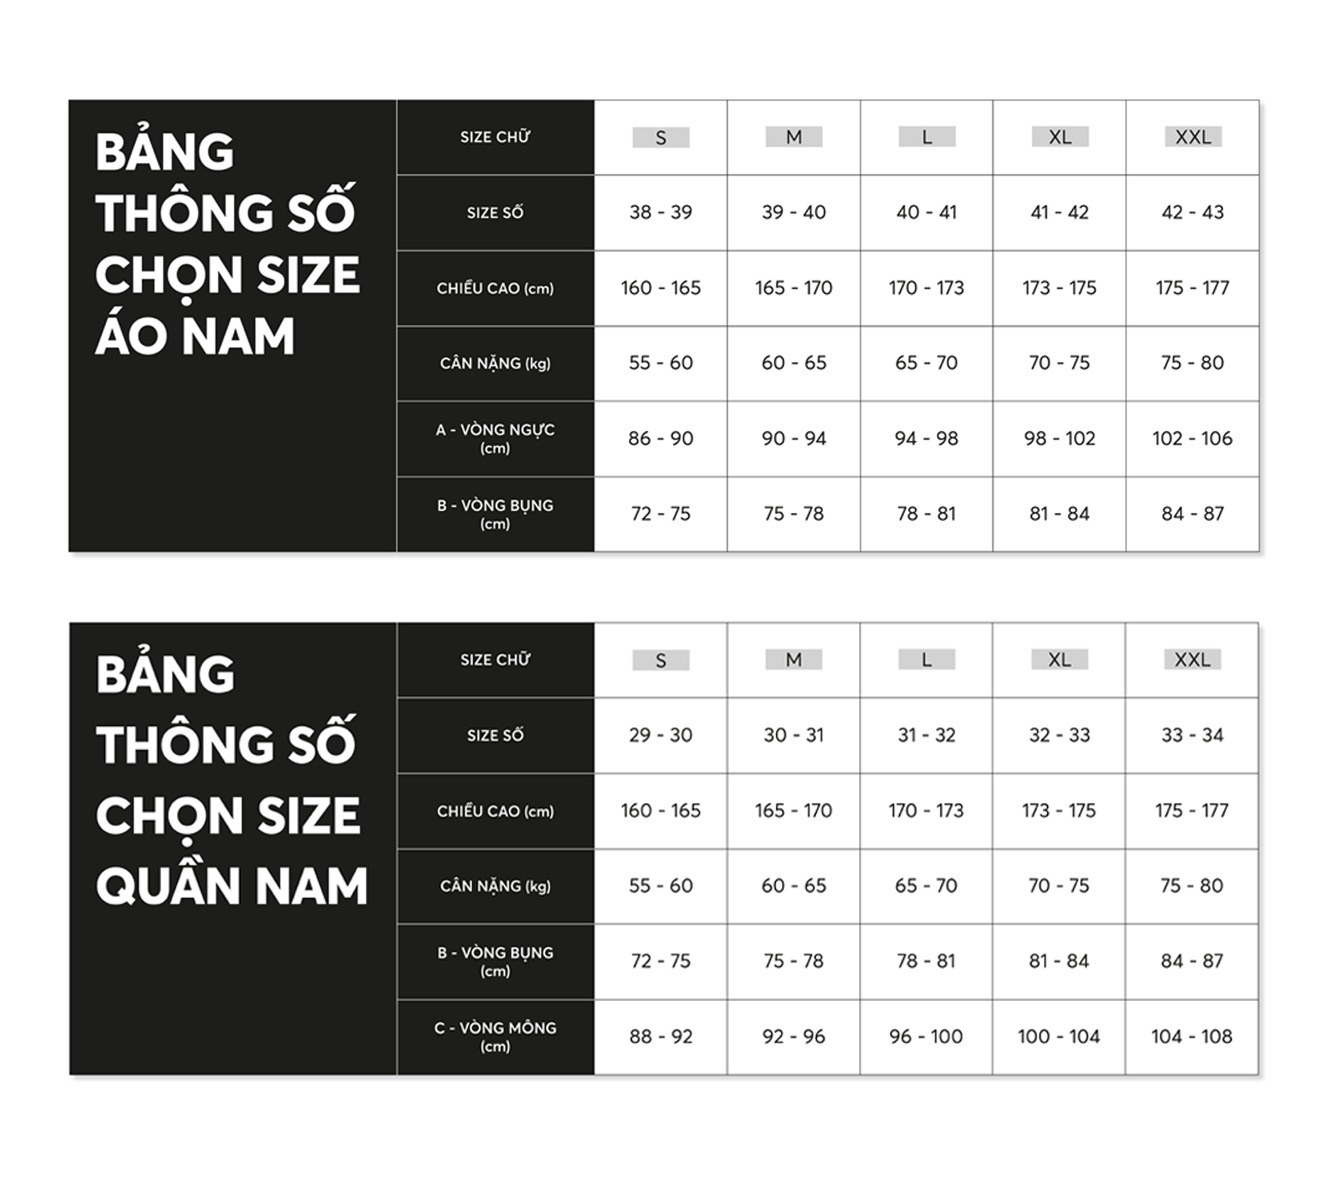 BẢNG
THÔNG SỐ
CHỌN SIZE
ÁO NAM
SIZE CHỮ S M L XL XXL
SIZE SỐ 38 - 39 39 - 40 40 - 41 41 - 42 42 - 43
CHIỀU CAO (cm) 160 - 165 165 - 170 170 - 173 173 - 175 175 - 177
CÂN NẶNG (kg) 55 - 60 60 - 65 65 - 70 70 - 75 75 - 80
A - VÒNG NGỰC
(cm)
86 - 90 90 - 94 94 - 98 98 - 102 102 - 106
B - VÒNG BỤNG
(cm)
72 - 75 75 - 78 78 - 81 81 - 84 84 - 87
BẢNG
THÔNG SỐ
CHỌN SIZE
QUẦN NAM
SIZE CHỮ S M L XL XXL
SIZE SỐ 29 - 30 30 - 31 31 - 32 32 - 33 33 - 34
CHIỀU CAO (cm) 160 - 165 165 - 170 170 - 173 173 - 175 175 - 177
CÂN NẶNG (kg) 55 - 60 60 - 65 65 - 70 70 - 75 75 - 80
B - VÒNG BỤNG
(cm)
72 - 75 75 - 78 78 - 81 81 - 84 84 - 87
C - VÒNG MÔNG
(cm)
88 - 92 92 - 96 96 - 100 100 - 104 104 - 108